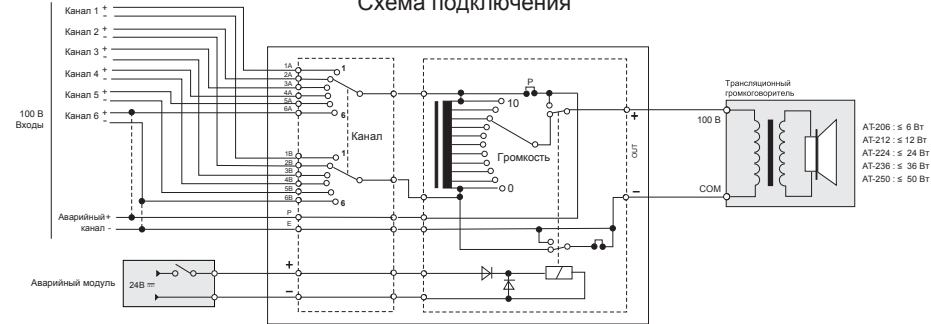 Схема подключения
Канал 1 + -
Канал 2 + -
Канал 3 + -
Канал 4 + -
Канал 5 + -
Канал 6 + -
100 В
Входы
Аварийный+
канал -
Аварийный модуль
24В
+
−
1A
2A
3A
4A
5A
6A
1
6
Канал
1B
2B
3B
4B
5B
6B
1
6
P
E
P
10
Громкость
0
+
OUT
−
Трансляционный
громкоговоритель
100 В
COM
AT-206 : ≤ 6 Вт
AT-212 : ≤ 12 Вт
AT-224 : ≤ 24 Вт
AT-236 : ≤ 36 Вт
AT-250 : ≤ 50 Вт